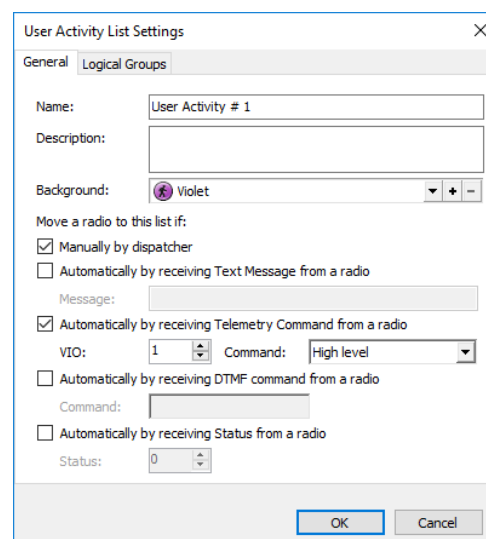 User Activity List Settings
General Logical Groups
Name: User Activity # 1
Description:
Background: Violet
Move a radio to this list if:
Manually by dispatcher
Automatically by receiving Text Message from a radio
Message:
Automatically by receiving Telemetry Command from a radio
VIO: 1 Command: High level
Automatically by receiving DTMF command from a radio
Command:
Automatically by receiving Status from a radio
Status: 0
OK Cancel